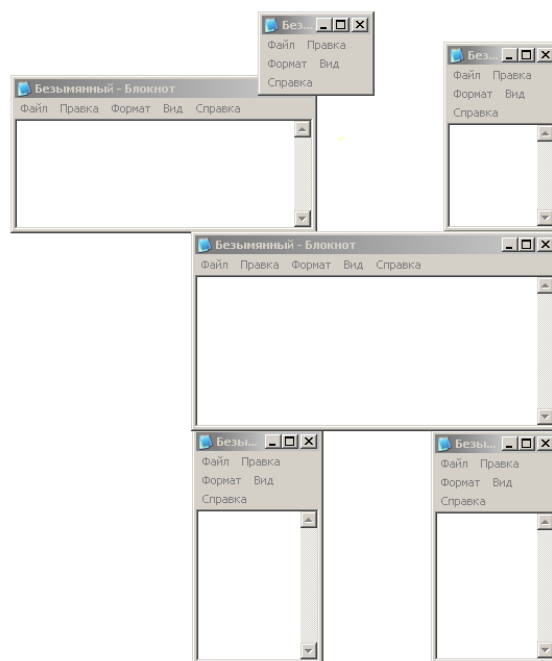 Без...
Файл Правка
Формат Вид
Справка
Без...
Файл Правка
Формат Вид
Справка
Безымянный - Блокнот
Файл Правка Формат Вид Справка
Безымянный - Блокнот
Файл Правка Формат Вид Справка
Безы...
Файл Правка
Формат Вид
Справка
Безы...
Файл Правка
Формат Вид
Справка